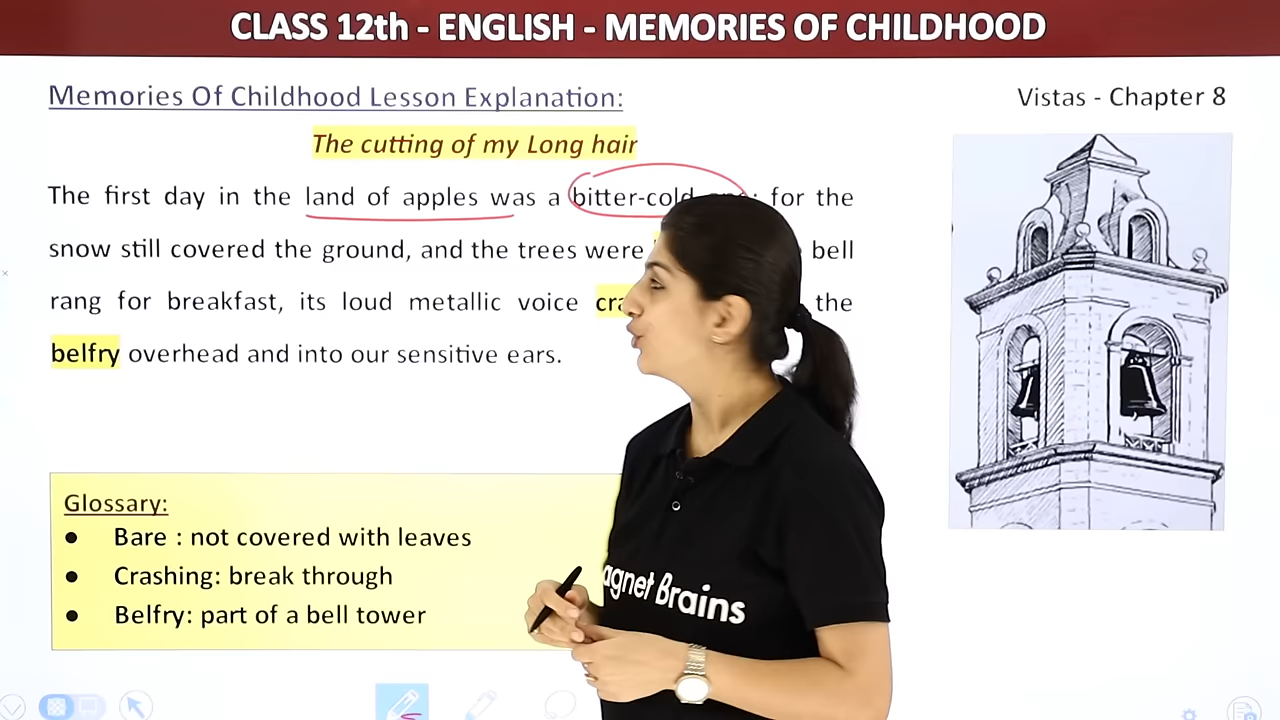 CLASS 12th - ENGLISH - MEMORIES OF CHILDHOOD
Memories Of Childhood Lesson Explanation:
Vistas - Chapter 8
The cutting of my Long hair
The first day in the land of apples was a bitter-cold for the
snow still covered the ground, and the trees were bell
rang for breakfast, its loud metallic voice the
belfry overhead and into our sensitive ears.
Glossary:
● Bare : not covered with leaves
● Crashing: break through
● Belfry: part of a bell tower
Brains